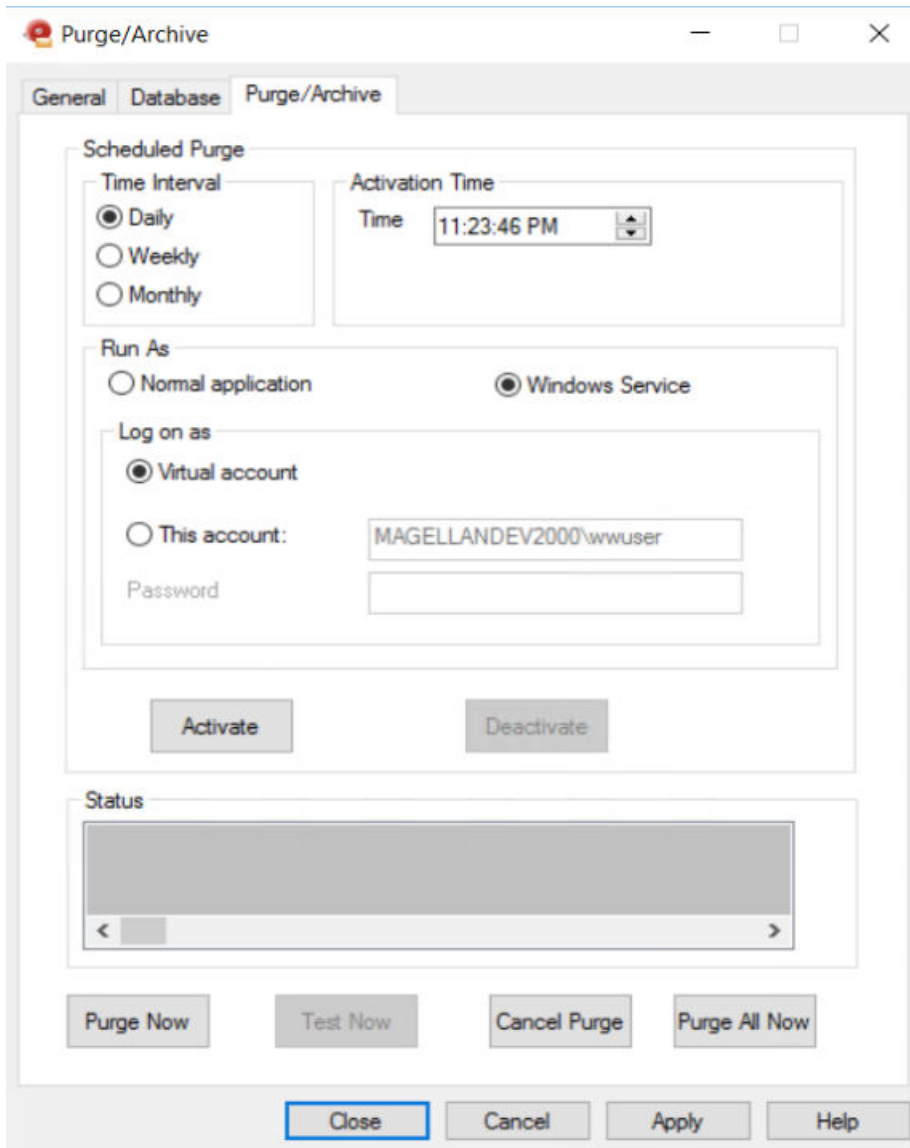 Purge/Archive
General Database Purge/Archive
Scheduled Purge
Time Interval
Activation Time
Daily
Time 11:23:46 PM
Weekly
Monthly
Run As
Normal application
Windows Service
Log on as
Virtual account
This account: MAGELLANDEV2000\wwuser
Password
Activate
Deactivate
Status
Purge Now
Test Now
Cancel Purge
Purge All Now
Close
Cancel
Apply
Help